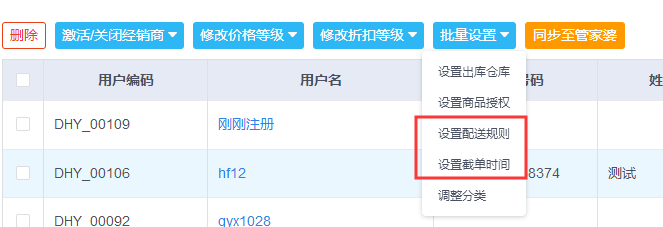 删除 激活/关闭经销商 修改价格等级 修改折扣等级 批量设置 同步至管家婆
设置出库仓库
用户编码 用户名 号码 姓
设置商品授权
DHY_00109 刚刚注册 设置配送规则
设置截单时间
DHY_00106 hf12 8374 测试
调整分类
DHY_00092 qyx1028